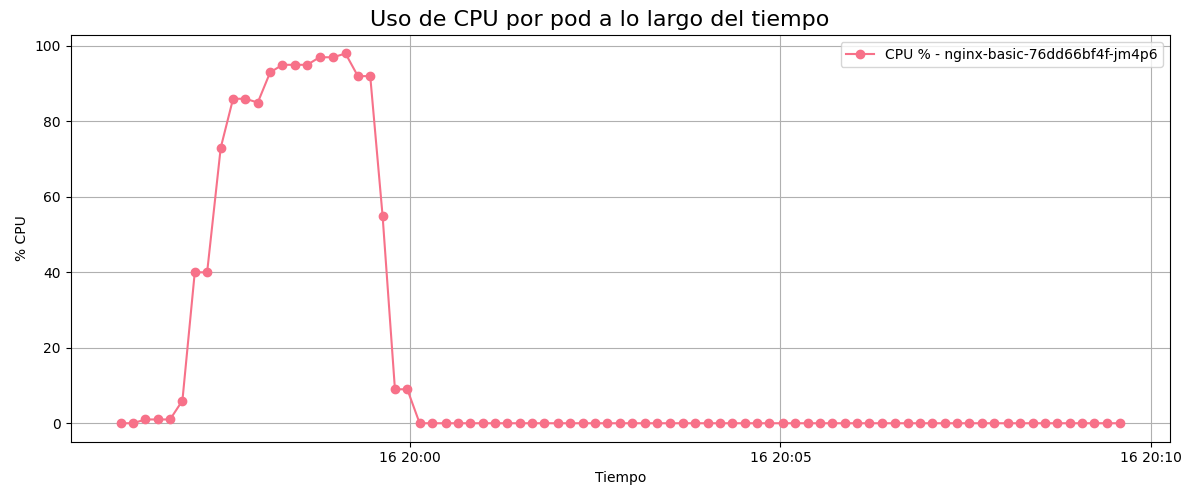 Uso de CPU por pod a lo largo del tiempo
CPU % - nginx-basic-76dd66bf4f-jm4p6
% CPU
100
80
60
40
20
0
16 20:00
16 20:05
16 20:10
Tiempo